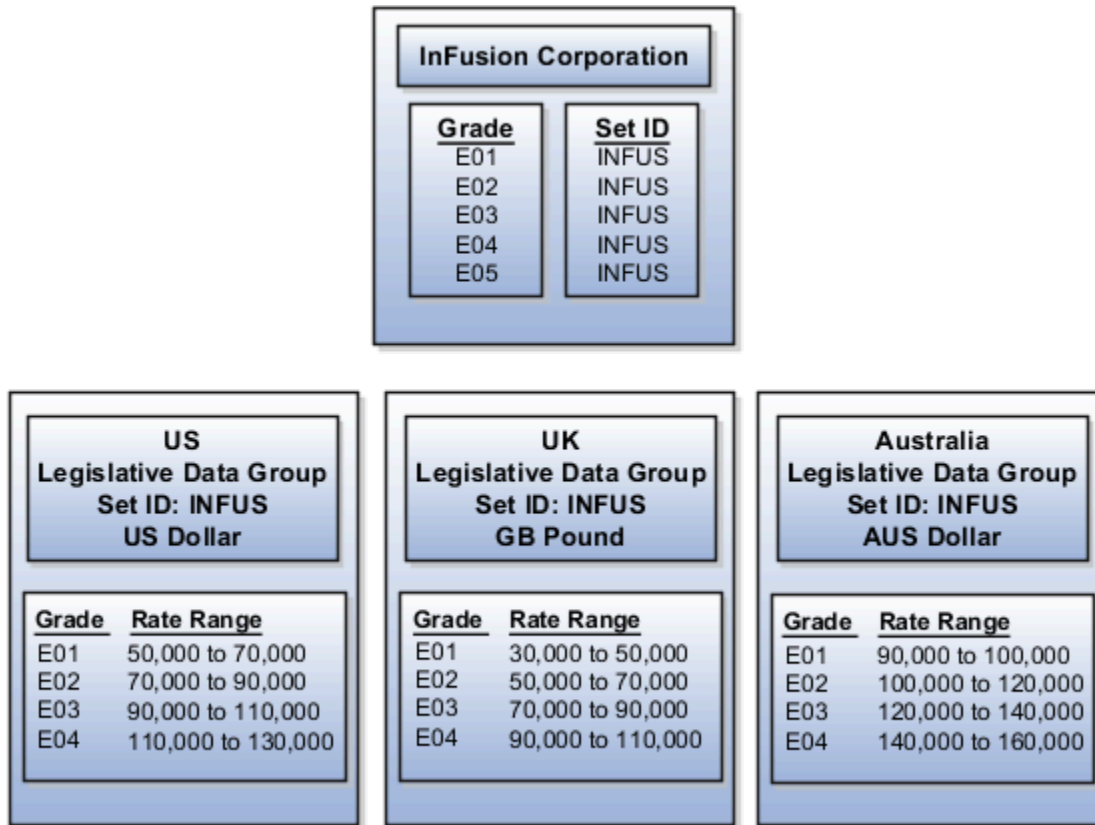 InFusion Corporation
Grade Set ID
E01 INFUS
E02 INFUS
E03 INFUS
E04 INFUS
E05 INFUS
US
Legislative Data Group
Set ID: INFUS
US Dollar
Grade Rate Range
E01 50,000 to 70,000
E02 70,000 to 90,000
E03 90,000 to 110,000
E04 110,000 to 130,000
UK
Legislative Data Group
Set ID: INFUS
GB Pound
Grade Rate Range
E01 30,000 to 50,000
E02 50,000 to 70,000
E03 70,000 to 90,000
E04 90,000 to 110,000
Australia
Legislative Data Group
Set ID: INFUS
AUS Dollar
Grade Rate Range
E01 90,000 to 100,000
E02 100,000 to 120,000
E03 120,000 to 140,000
E04 140,000 to 160,000